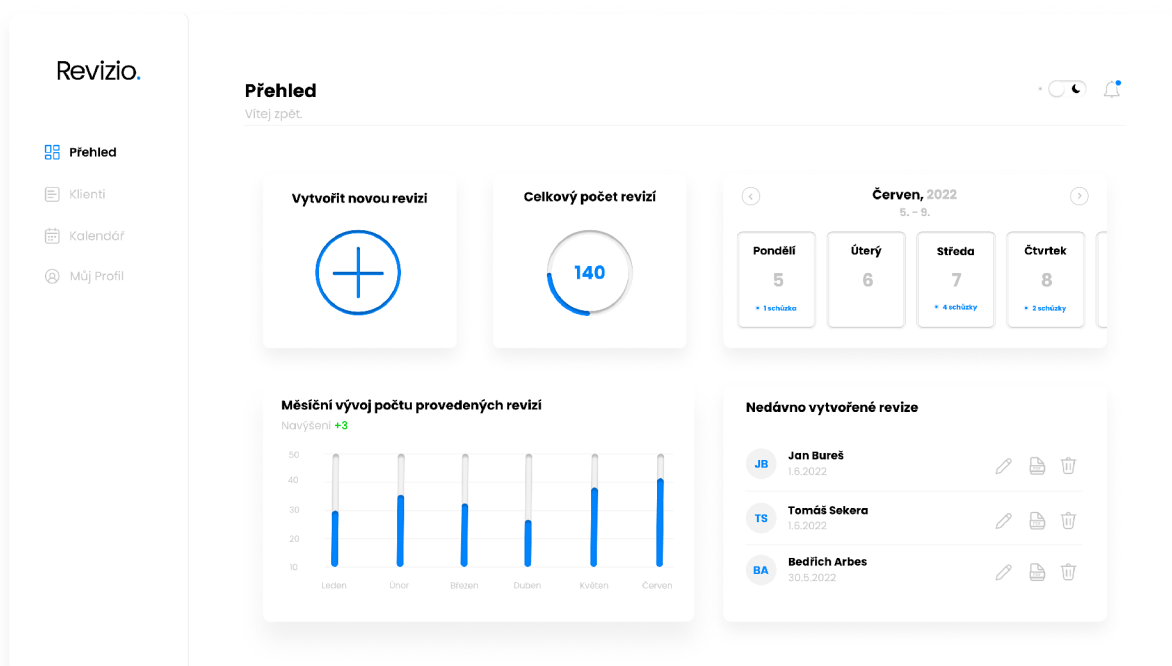 Revizio.
Přehled
Klienti
Kalendář
Můj Profil
Přehled
Vítej zpět.
Vytvořit novou revizi
Celkový počet revizí
140
Červen, 2022
5. - 9.
Pondělí
5
1 schůzka
Úterý
6
Středa
7
4 schůzky
Čtvrtek
8
2 schůzky
Měsíční vývoj počtu provedených revizí
Navýšení +3
50
40
30
20
10
Leden
Únor
Březen
Duben
Květen
Červen
Nedávno vytvořené revize
JB
Jan Bureš
1.6.2022
TS
Tomáš Sekera
1.6.2022
BA
Bedřich Arbes
30.5.2022